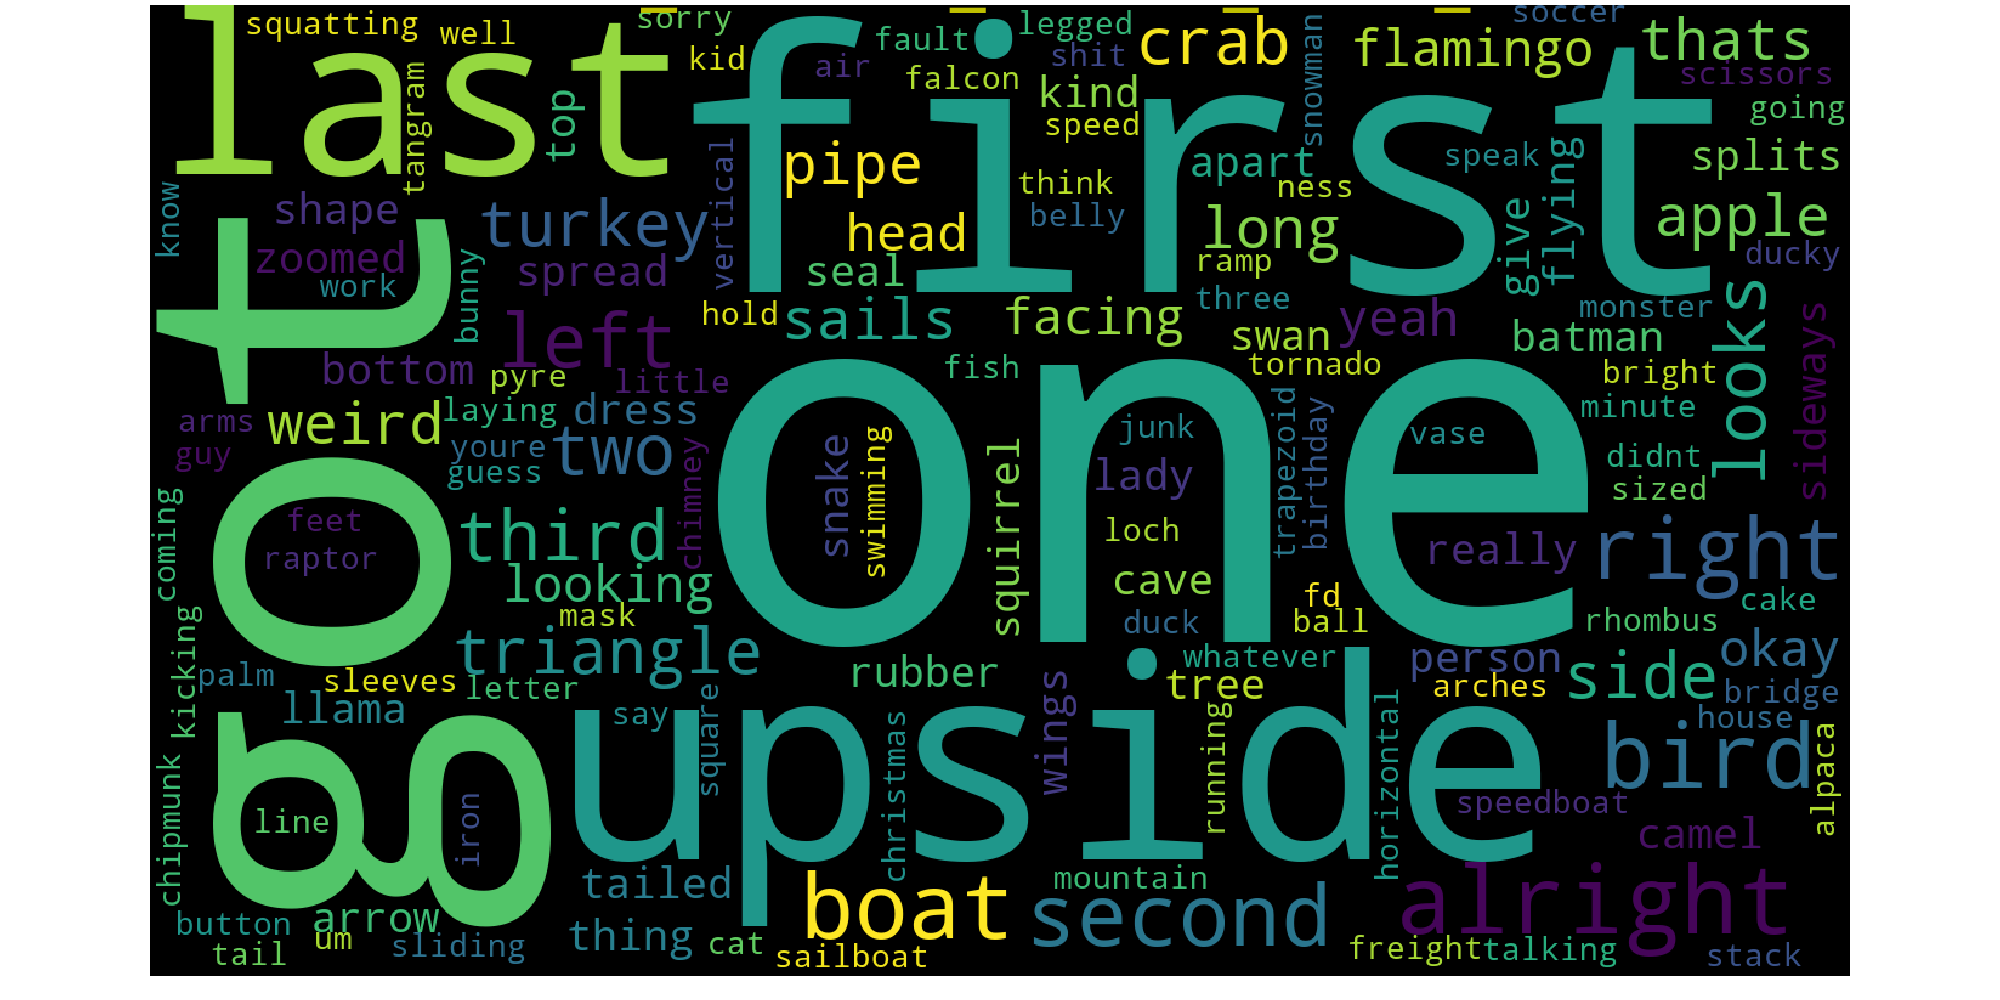 squatting
well
sorry
kid
last
tangram
top
first
fault
legged
shit
air
falcon
kind
speed
crab
flamingo
soccer
thats
scissors
going
snowman
pipe
head
think
belly
apart
ness
speak
flying
splits
apple
ducky
know
shape
zoomed
work
turkey
spread
bunny
vertical
seal
long
ramp
three
give
monster
got
left
hold
sails
facing
swan
tornado
yeah
batman
looks
bright
sideways
bottom
pyre
little
fish
one
minute
arms
guy
weird
laying
youre
guess
dress
two
chimney
snake
swimming
squirrel
junk
lady
loch
cave
duck
trapezoid
birthday
vase
didnt
sized
really
right
coming
feet
raptor
third
looking
mask
fd
ball
rhombus
cake
kicking
palm
sleeves
llama
triangle
letter
say
square
rubber
whatever
tree
person
arches
side
okay
bridge
house
upside
christmas
wings
running
horizontal
bird
alpaca
speedboat
camel
chipmunk
line
iron
button
arrow
um
tail
sliding
tailed
thing
cat
boat
sailboat
mountain
second
alright
freight
talking
stack